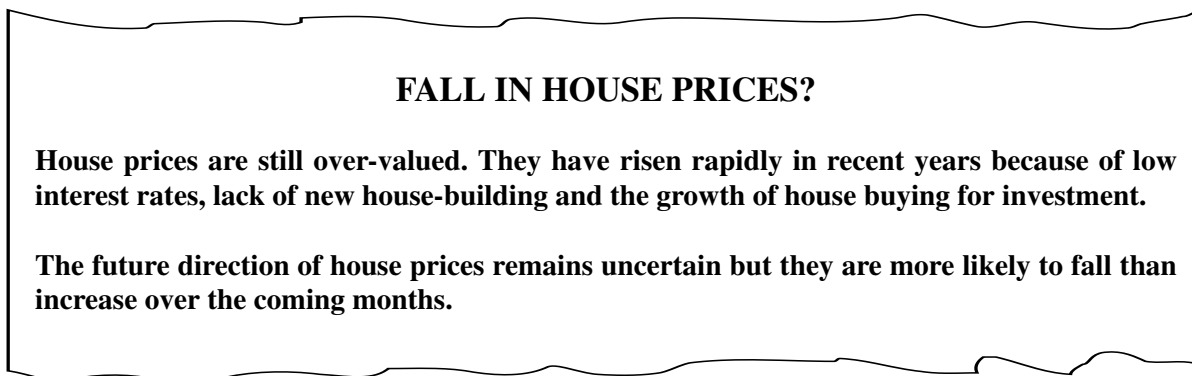 FALL IN HOUSE PRICES?
House prices are still over-valued. They have risen rapidly in recent years because of low
interest rates, lack of new house-building and the growth of house buying for investment.
The future direction of house prices remains uncertain but they are more likely to fall than
increase over the coming months.